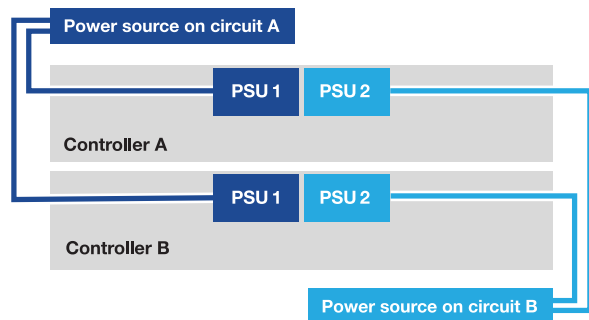 Power source on circuit A
PSU 1 PSU 2
Controller A
PSU 1 PSU 2
Controller B
Power source on circuit B